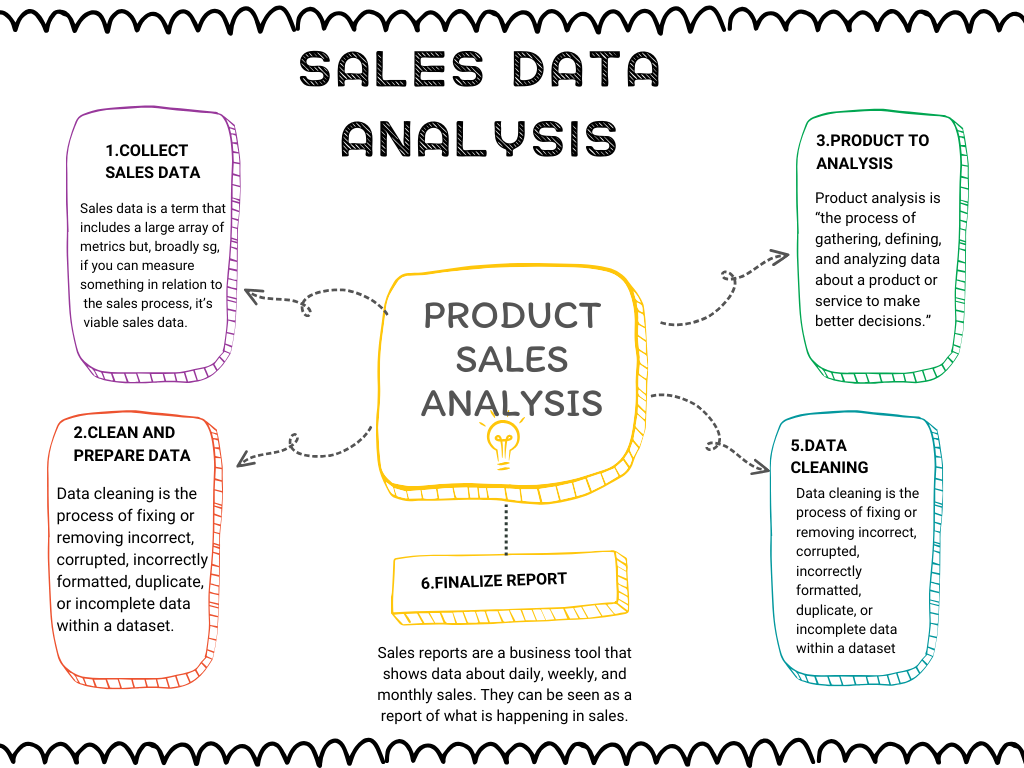 SALES DATA
ANALYSIS
1.COLLECT
SALES DATA
Sales data is a term that
includes a large array of
metrics but, broadly sg,
if you can measure
something in relation to
the sales process, it’s
viable sales data.
2.CLEAN AND
PREPARE DATA
Data cleaning is the
process of fixing or
removing incorrect,
corrupted, incorrectly
formatted, duplicate,
or incomplete data
within a dataset.
PRODUCT
SALES
ANALYSIS
3.PRODUCT TO
ANALYSIS
Product analysis is
“the process of
gathering, defining,
and analyzing data
about a product or
service to make
better decisions.”
5.DATA
CLEANING
Data cleaning is the
process of fixing or
removing incorrect,
corrupted,
incorrectly
formatted,
duplicate, or
incomplete data
within a dataset
6.FINALIZE REPORT
Sales reports are a business tool that
shows data about daily, weekly, and
monthly sales. They can be seen as a
report of what is happening in sales.